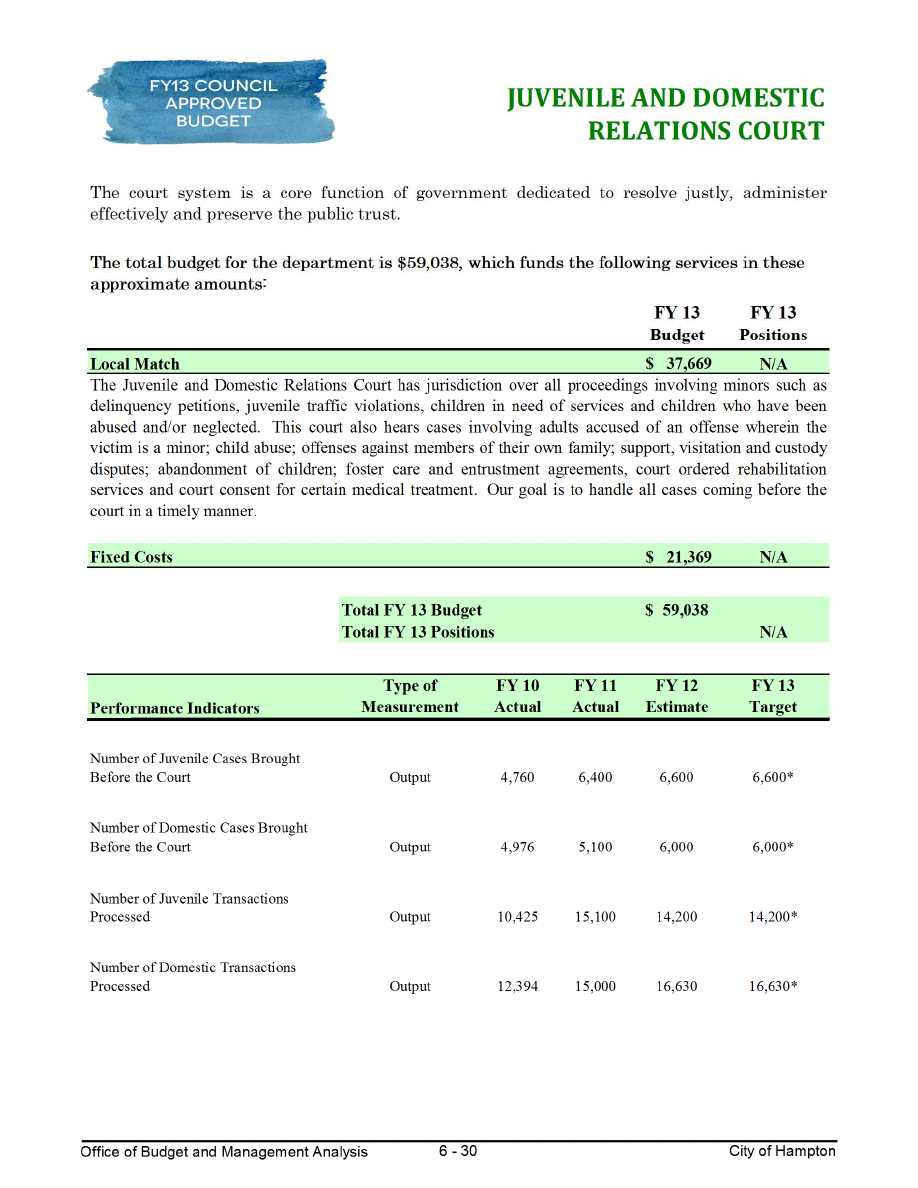 FY13 COUNCIL
APPROVED
BUDGET
JUVENILE AND DOMESTIC
RELATIONS COURT
The court system is a core function of government dedicated to resolve justly, administer
effectively and preserve the public trust.
The total budget for the department is $59,038, which funds the following services in these
approximate amounts:
FY 13 FY 13
Budget Positions
Local Match $ 37,669 N/A
The Juvenile and Domestic Relations Court has jurisdiction over all proceedings involving minors such as
delinquency petitions, juvenile traffic violations, children in need of services and children who have been
abused and/or neglected. This court also hears cases involving adults accused of an offense wherein the
victim is a minor; child abuse; offenses against members of their own family; support, visitation and custody
disputes; abandonment of children; foster care and entrustment agreements, court ordered rehabilitation
services and court consent for certain medical treatment. Our goal is to handle all cases coming before the
court in a timely manner.
Fixed Costs $ 21,369 N/A
Total FY 13 Budget $ 59,038
Total FY 13 Positions N/A
Type of FY 10 FY 11 FY 12 FY 13
Performance Indicators Measurement Actual Actual Estimate Target
Number of Juvenile Cases Brought
Before the Court Output 4,760 6,400 6,600 6,600*
Number of Domestic Cases Brought
Before the Court Output 4,976 5,100 6,000 6,000*
Number of Juvenile Transactions
Processed Output 10,425 15,100 14,200 14,200*
Number of Domestic Transactions
Processed Output 12,394 15,000 16,630 16,630*
Office of Budget and Management Analysis 6 - 30 City of Hampton